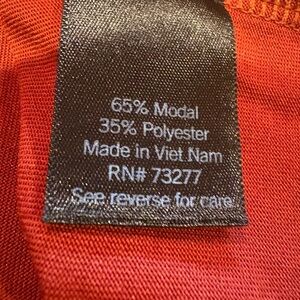 65% Modal
35% Polyester
Made in Viet Nam
RN# 73277
See reverse for care